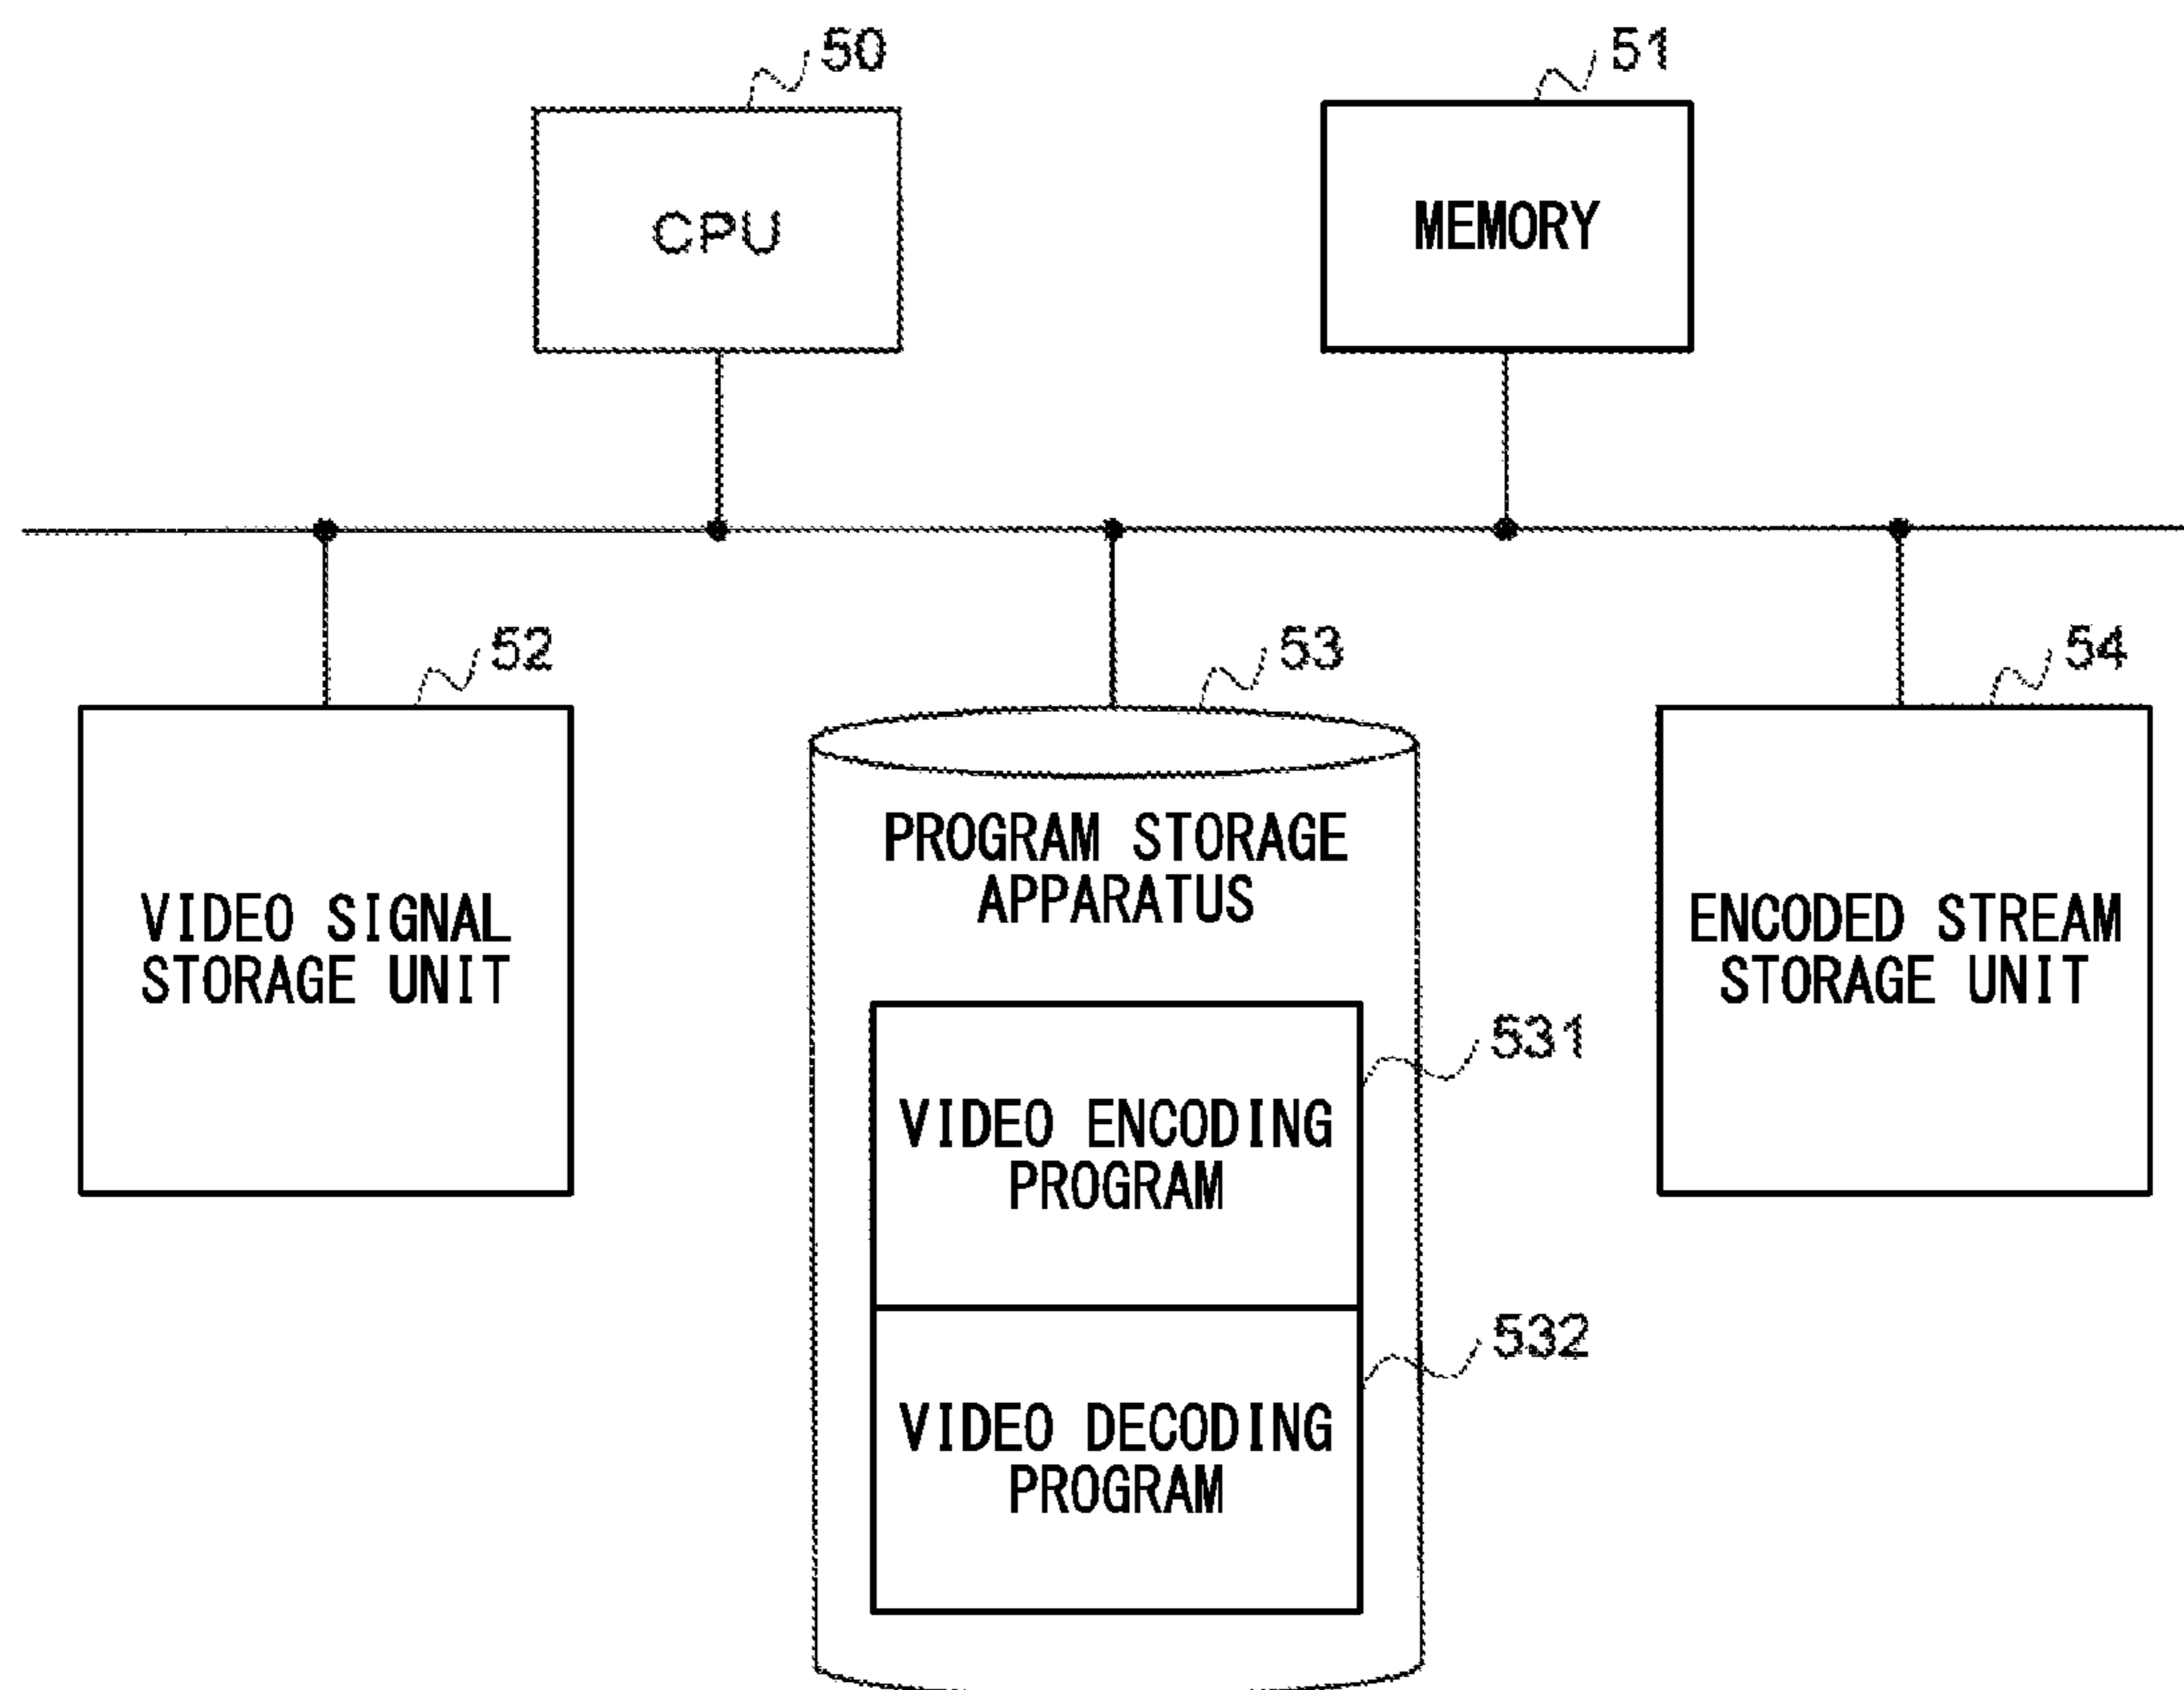 50
51
CPU
MEMORY
52
53
54
VIDEO SIGNAL
STORAGE UNIT
PROGRAM STORAGE
APPARATUS
ENCODED STREAM
STORAGE UNIT
531
VIDEO ENCODING
PROGRAM
532
VIDEO DECODING
PROGRAM